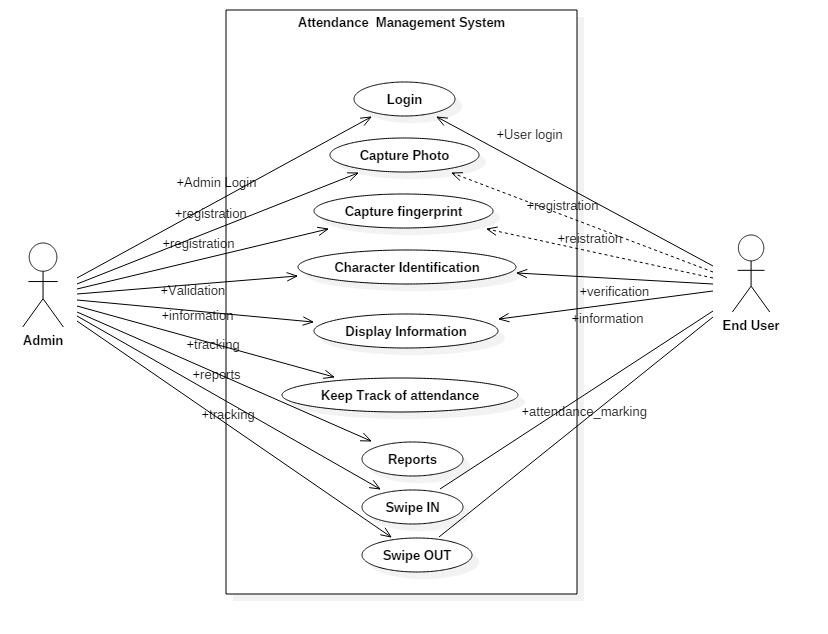 Attendance  Management System
Login
+User login
Capture Photo
+Admin Login
+registration
+registration
Capture fingerprint
+registration
+reistration
Character Identification
+Validation
+verification
+information
+information
Display Information
Admin
End User
+tracking
+reports
Keep Track of attendance
+tracking
+attendance_marking
Reports
Swipe IN
Swipe OUT